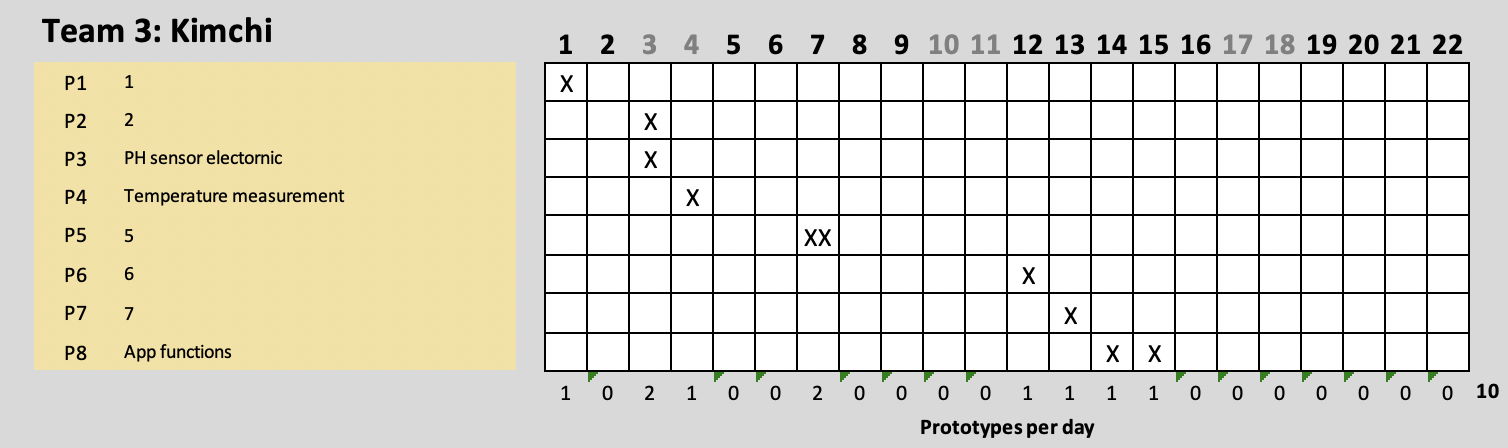 Team 3: Kimchi
1 2 3 4 5 6 7 8 9 10 11 12 13 14 15 16 17 18 19 20 21 22
P1 1 X
P2 2 X
P3 PH sensor electornic X
P4 Temperature measurement X
P5 5 XX
P6 6 X
P7 7 X
P8 App functions X X
1 0 2 1 0 0 2 0 0 0 0 1 1 1 1 0 0 0 0 0 0 0 10
Prototypes per day